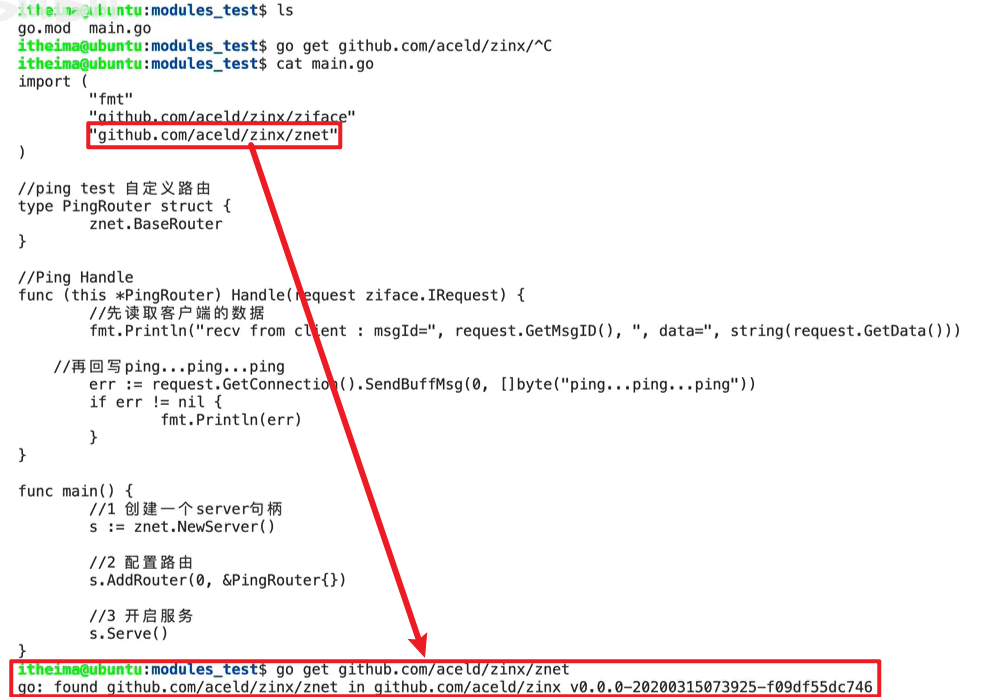 itheima@ubuntu:modules_test$ ls
go.mod  main.go
itheima@ubuntu:modules_test$ go get github.com/aceld/zinx/^C
itheima@ubuntu:modules_test$ cat main.go
import (
        "fmt"
        "github.com/aceld/zinx/ziface"
        "github.com/aceld/zinx/znet"
)
//ping test 自定义路由
type PingRouter struct {
        znet.BaseRouter
}
//Ping Handle
func (this *PingRouter) Handle(request ziface.IRequest) {
        //先读取客户端的数据
        fmt.Println("recv from client : msgId=", request.GetMsgID(), ", data=", string(request.GetData()))
    //再回写ping...ping...ping
        err := request.GetConnection().SendBuffMsg(0, []byte("ping...ping...ping"))
        if err != nil {
                fmt.Println(err)
        }
}
func main() {
        //1 创建一个server句柄
        s := znet.NewServer()
        //2 配置路由
        s.AddRouter(0, &PingRouter{})
        //3 开启服务
        s.Serve()
}
itheima@ubuntu:modules_test$ go get github.com/aceld/zinx/znet
go: found github.com/aceld/zinx/znet in github.com/aceld/zinx v0.0.0-20200315073925-f09df55dc746